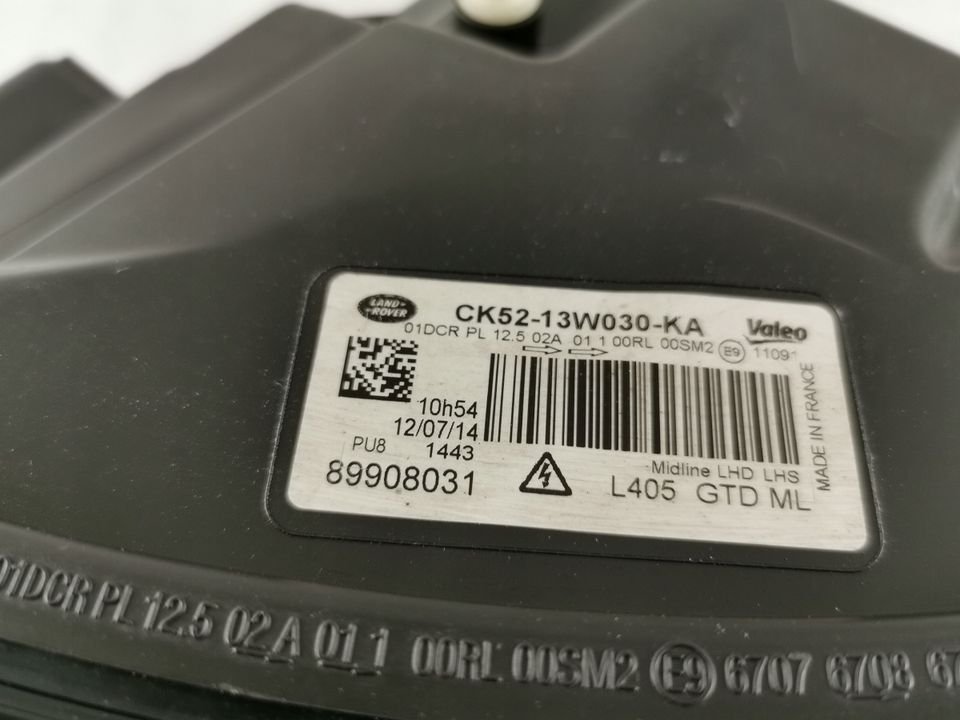 LAND ROVER
CK52-13W030-KA
Valeo
01DCR PL 12.5 02A 01 1 00RL 00SM2 E9 11091
10h54
12/07/14
PU8 1443
89908031
Midline LHD LHS
L405 GTD ML
MADE IN FRANCE
01DCR PL 12.5 02A 01 1 00RL 00SM2 E9 6707 6708